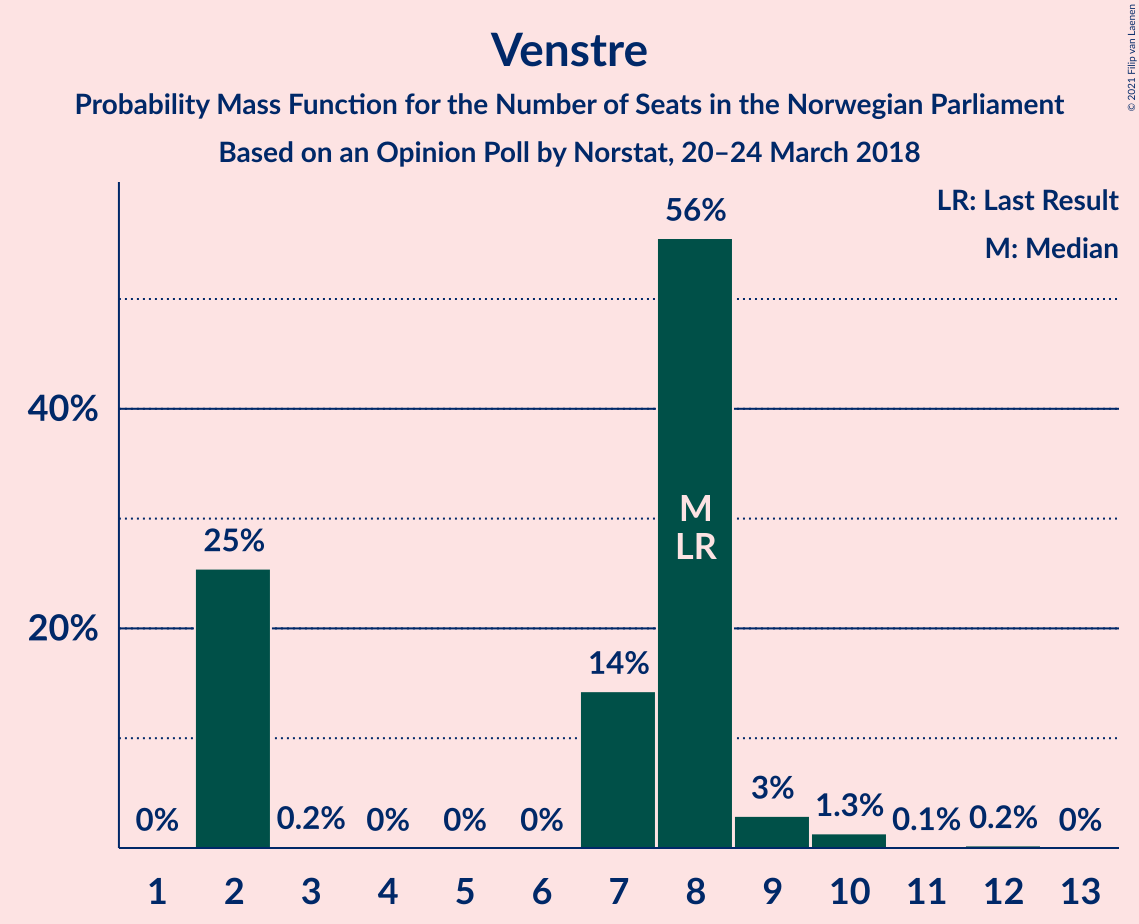 Venstre
Probability Mass Function for the Number of Seats in the Norwegian Parliament
Based on an Opinion Poll by Norstat, 20–24 March 2018
© 2021 Filip van Laenen
LR: Last Result
M: Median
40%
20%
0%
25%
0.2%
0%
0%
0%
14%
56%
M
LR
3%
1.3%
0.1%
0.2%
0%
1 2 3 4 5 6 7 8 9 10 11 12 13